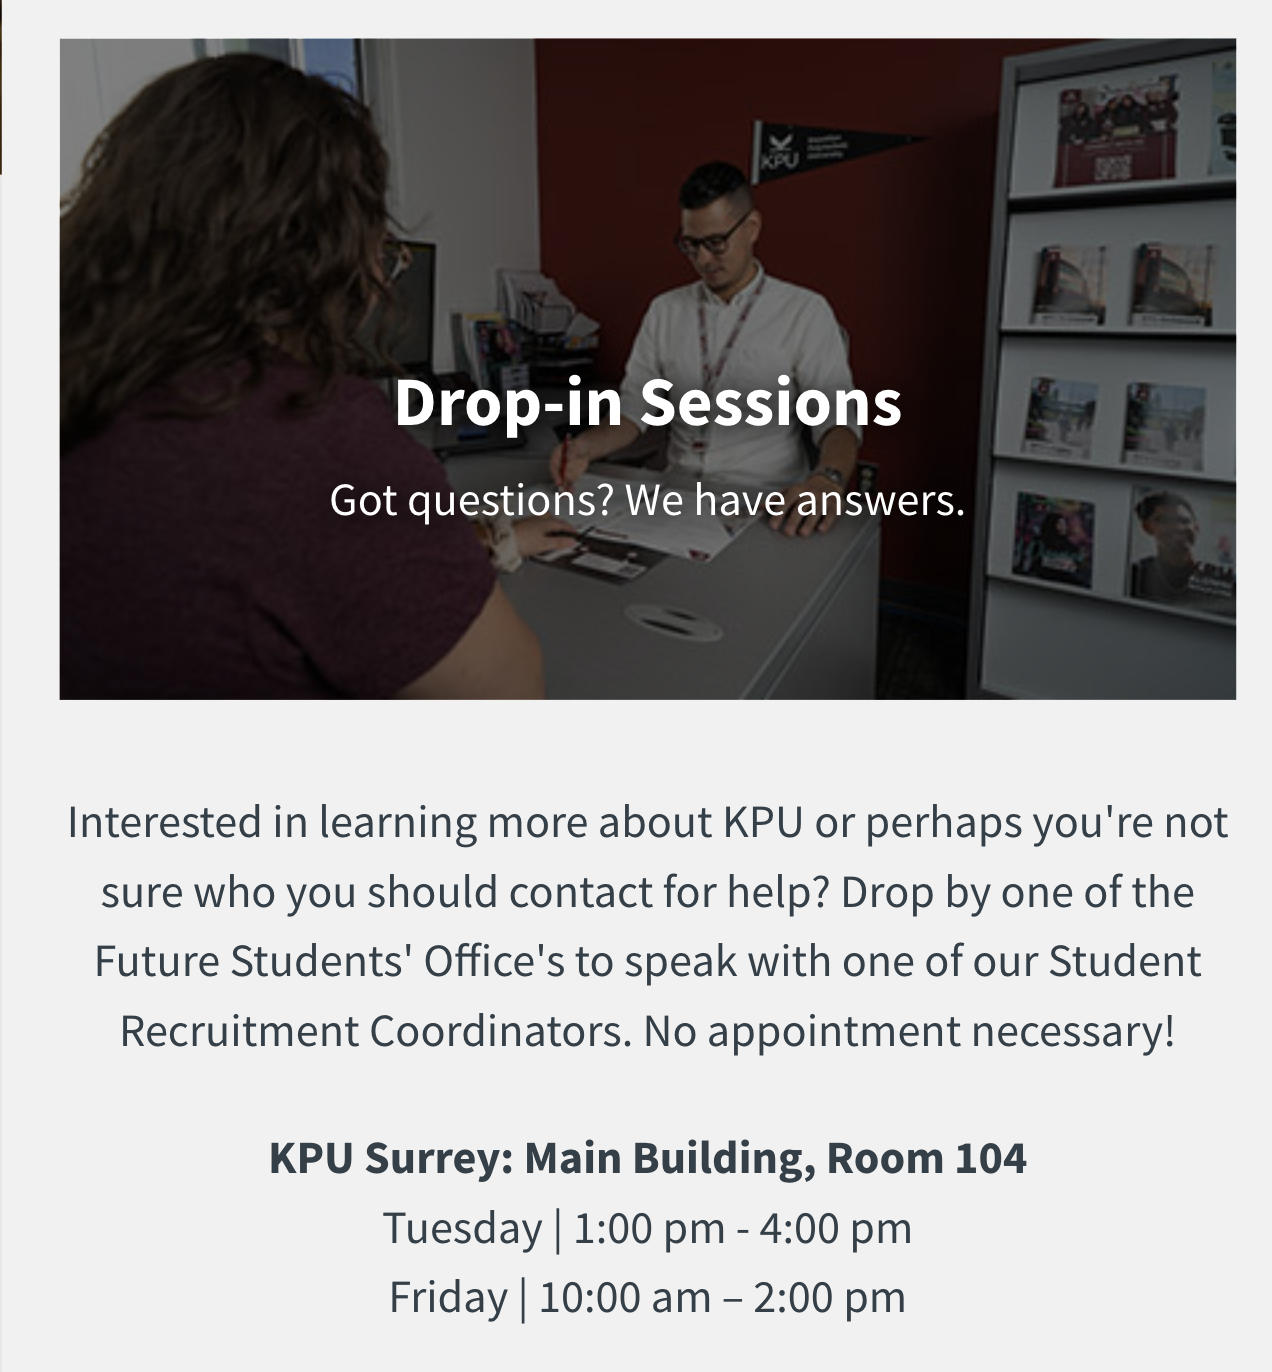 KPU
Drop-in Sessions
Got questions? We have answers.
Interested in learning more about KPU or perhaps you're not
sure who you should contact for help? Drop by one of the
Future Students' Office's to speak with one of our Student
Recruitment Coordinators. No appointment necessary!
KPU Surrey: Main Building, Room 104
Tuesday | 1:00 pm - 4:00 pm
Friday | 10:00 am – 2:00 pm